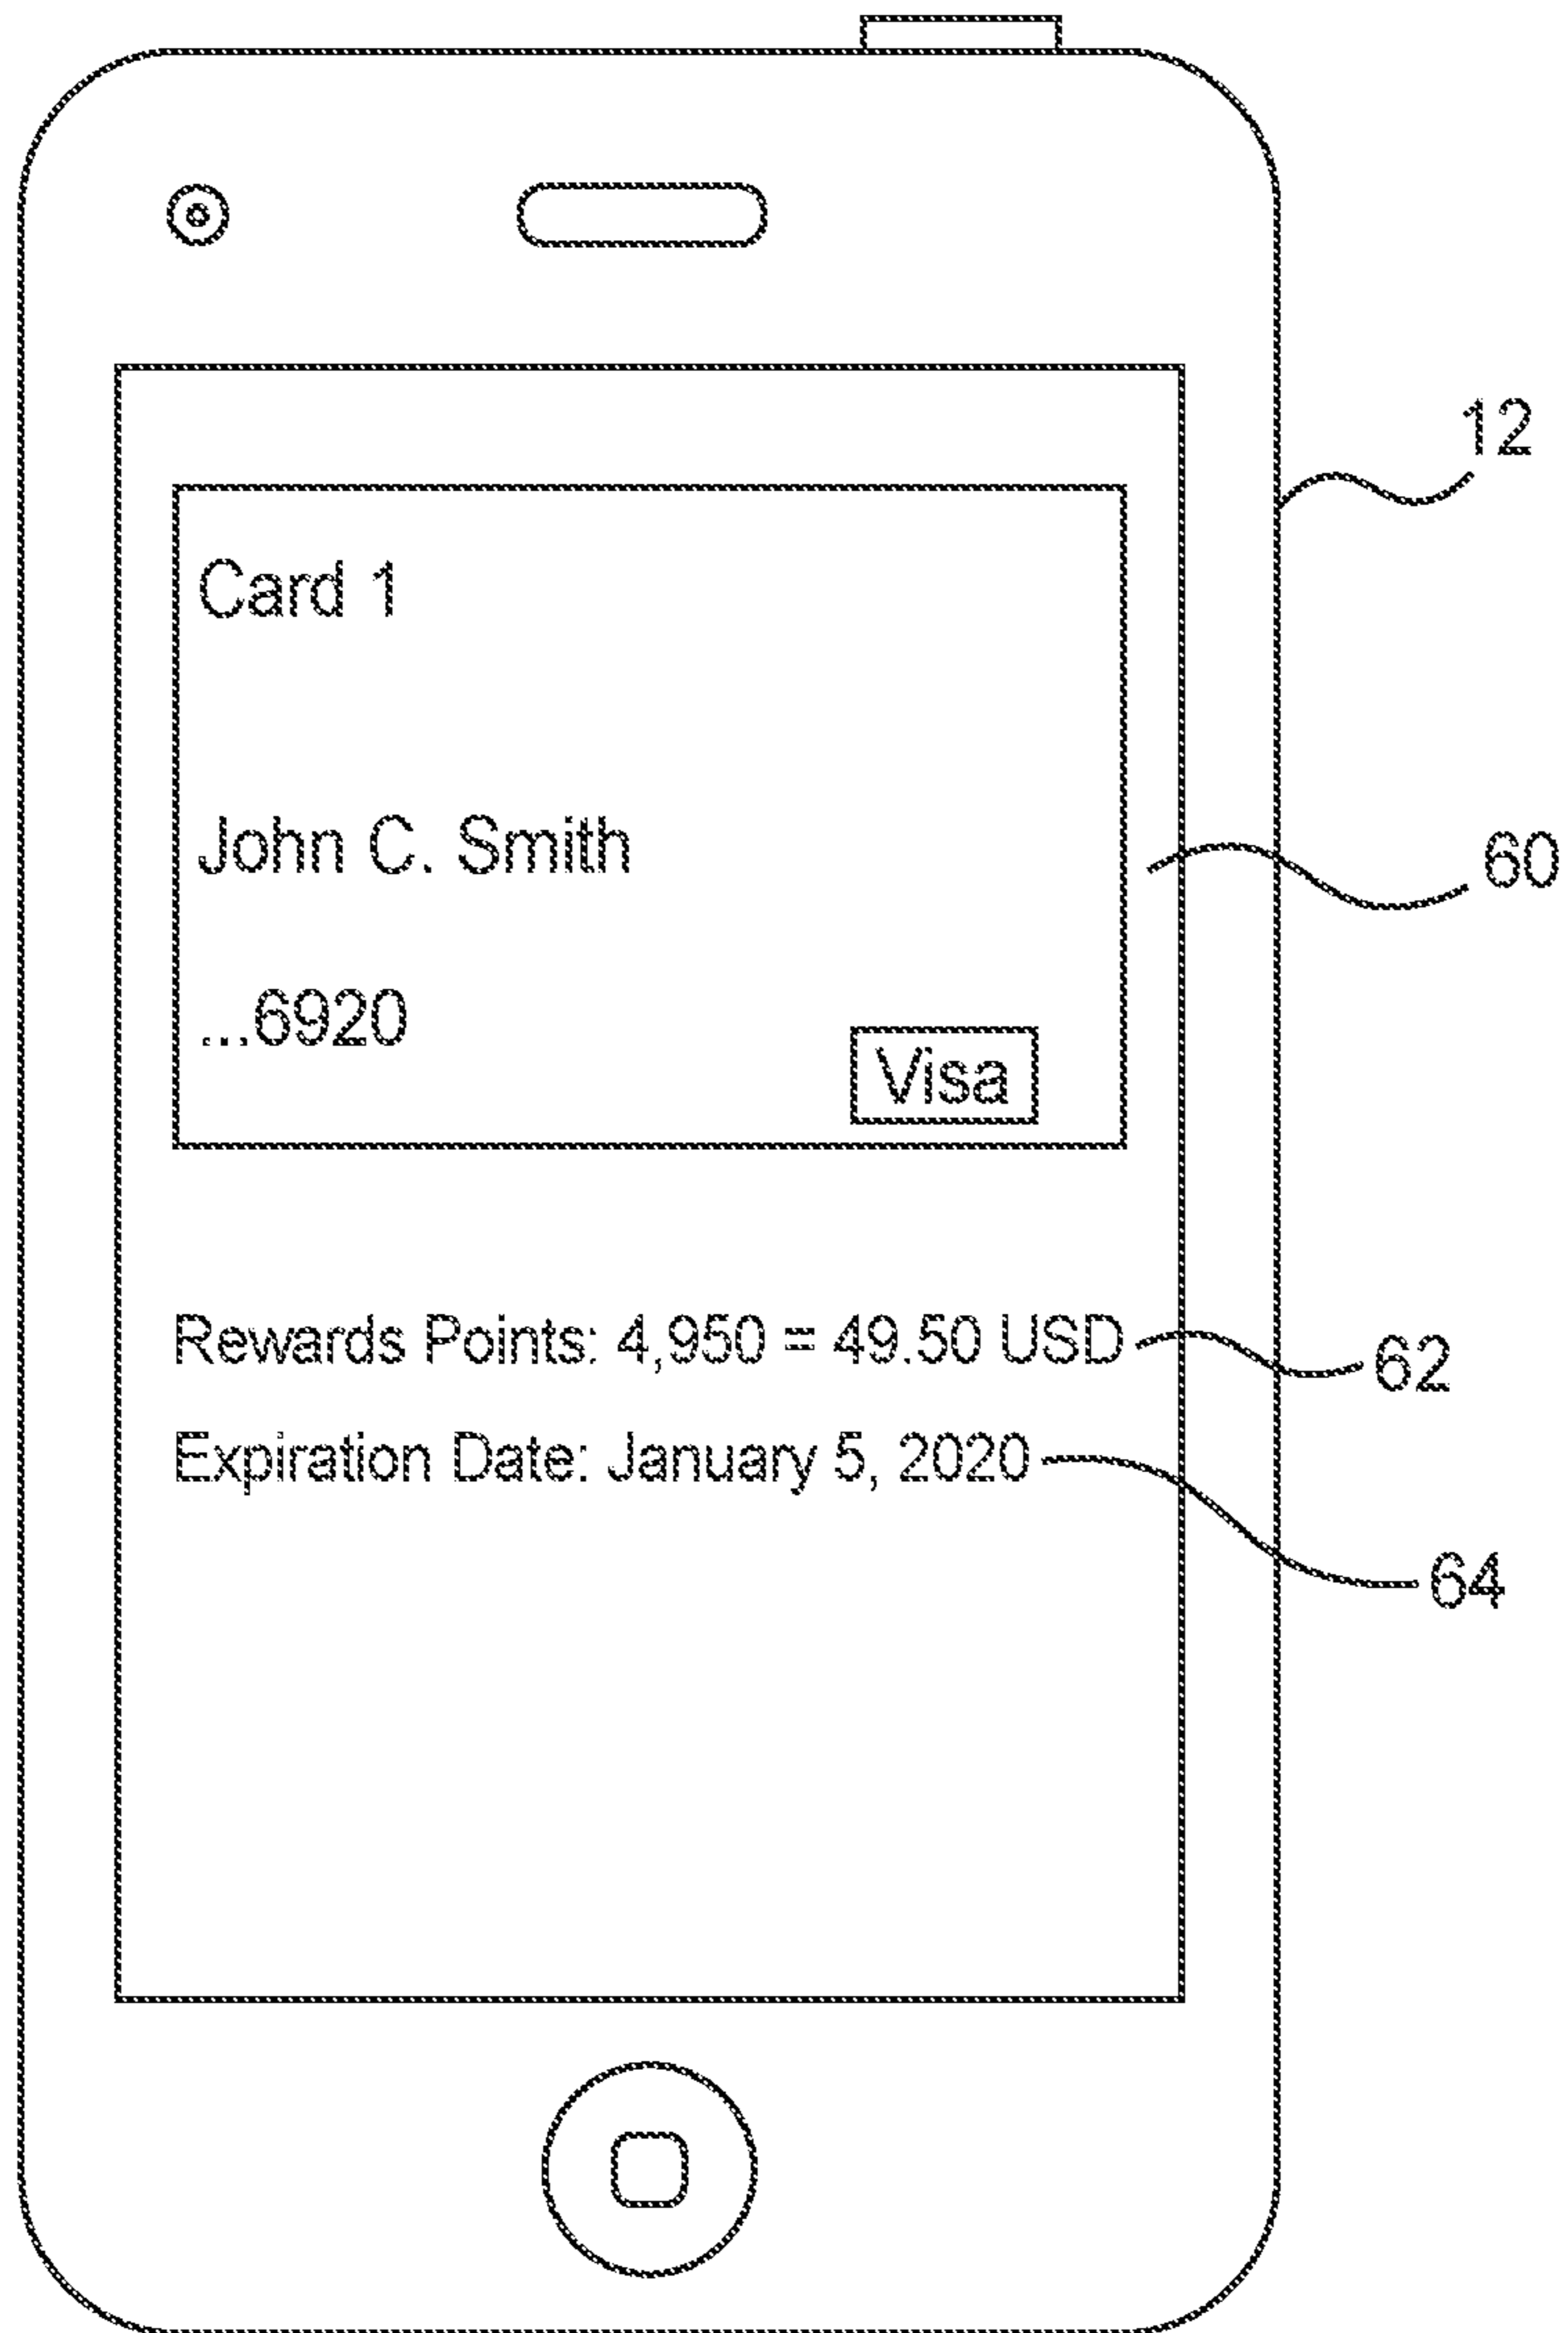 12
Card 1
John C. Smith
60
...6920
Visa
Rewards Points: 4,950 = 49.50 USD
62
Expiration Date: January 5, 2020
64